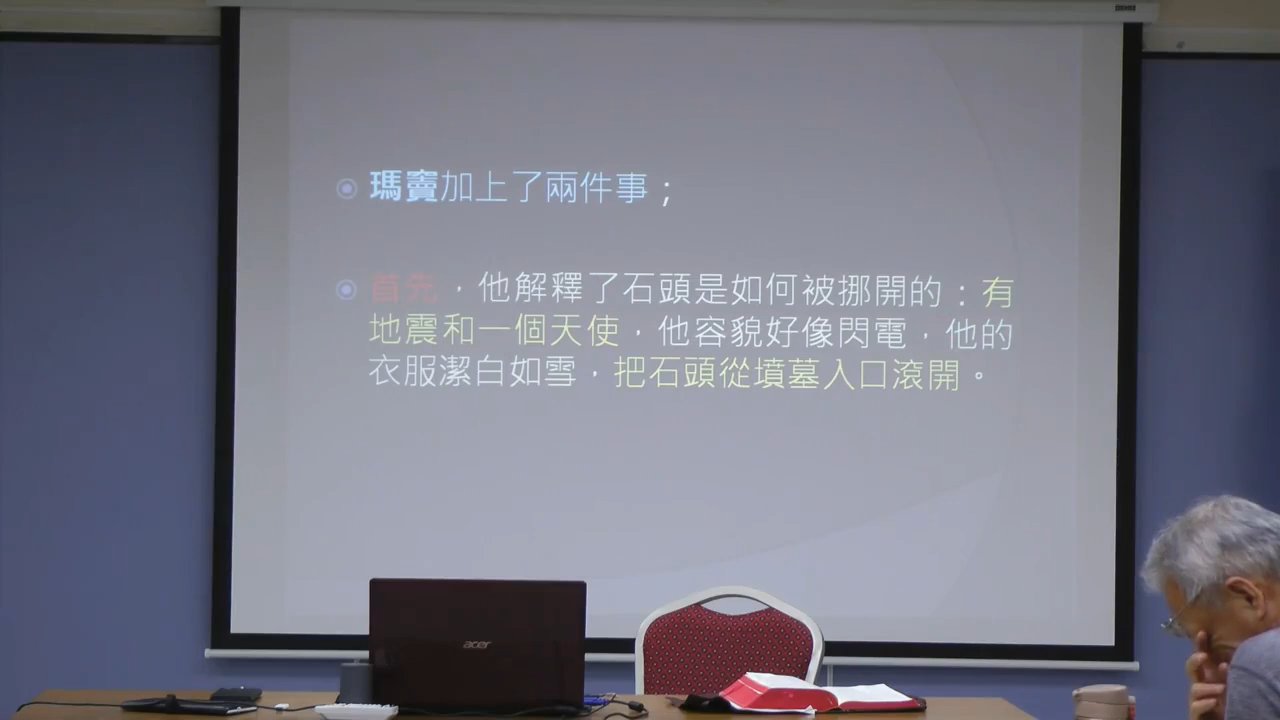 瑪竇加上了兩件事；
首先，他解釋了石頭是如何被挪開的：有
地震和一個天使，他容貌好像閃電，他的
衣服潔白如雪，把石頭從墳墓入口滾開。
acer